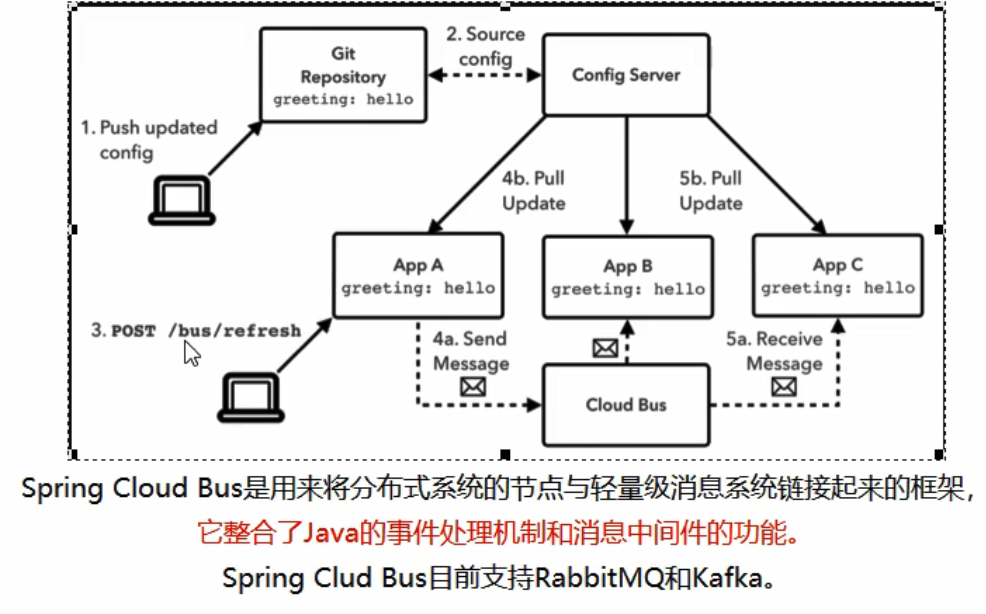 Git
Repository
greeting: hello
2. Source
config
Config Server
1. Push updated
config
4b. Pull
Update
5b. Pull
Update
App A
greeting: hello
App B
greeting: hello
App C
greeting: hello
3. POST /bus/refresh
4a. Send
Message
5a. Receive
Message
Cloud Bus
Spring Cloud Bus是用来将分布式系统的节点与轻量级消息系统链接起来的框架，
它整合了Java的事件处理机制和消息中间件的功能。
Spring Clud Bus目前支持RabbitMQ和Kafka。